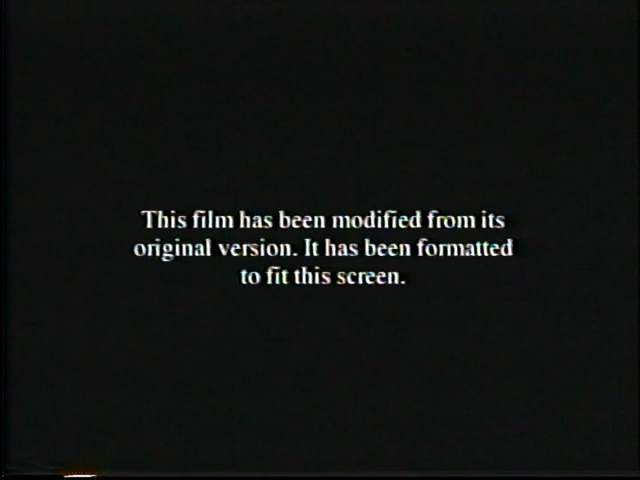 This film has been modified from its
original version. It has been formatted
to fit this screen.